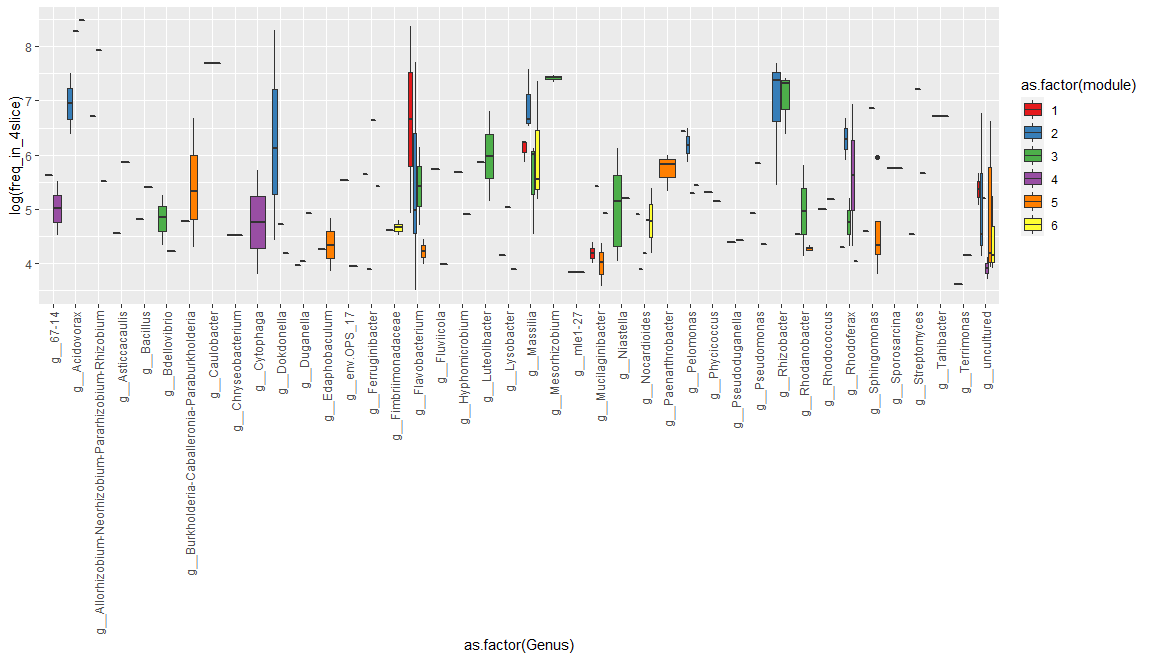 log(freq_in_4slice)
8
7
6
5
4
g__67-14
g__Acidovorax
g__Allorhizobium-Neorhizobium-Pararhizobium-Rhizobium
g__Asticcacaulis
g__Bacillus
g__Bdellovibrio
g__Burkholderia-Caballeronia-Paraburkholderia
g__Caulobacter
g__Chryseobacterium
g__Cytophaga
g__Dokdonella
g__Duganella
g__Edaphobaculum
g__env.OPS_17
g__Ferruginibacter
g__Fimbriimonadaceae
g__Flavobacterium
g__Fluviicola
g__Hyphomicrobium
g__Luteolibacter
g__Lysobacter
g__Massilia
g__Mesorhizobium
g__mle1-27
g__Mucilaginibacter
g__Niastella
g__Nocardioides
g__Paenarthrobacter
g__Pelomonas
g__Phycicoccus
g__Pseudoduganella
g__Pseudomonas
g__Rhizobacter
g__Rhodanobacter
g__Rhodococcus
g__Rhodoferax
g__Sphingomonas
g__Sporosarcina
g__Streptomyces
g__Tahibacter
g__Terrimonas
g__uncultured
as.factor(Genus)
as.factor(module)
1
2
3
4
5
6